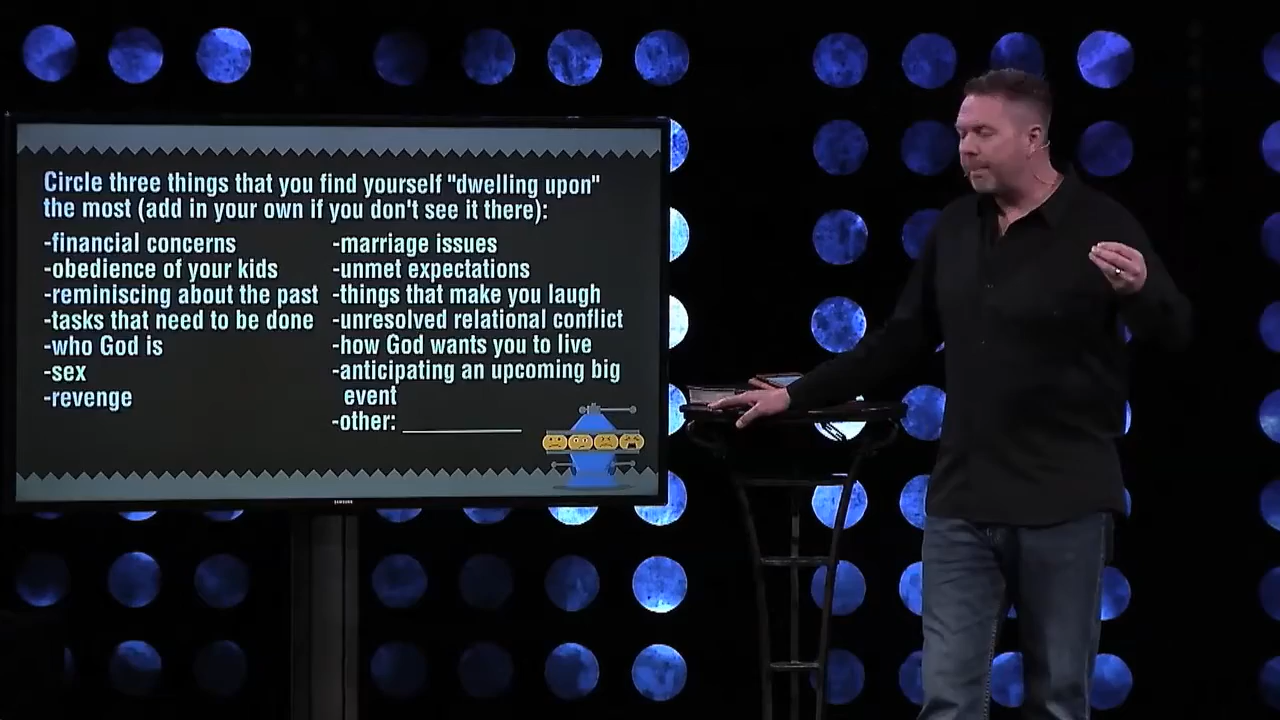 Circle three things that you find yourself "dwelling upon"
the most (add in your own if you don't see it there):
-financial concerns
-obedience of your kids
-reminiscing about the past
-tasks that need to be done
-who God is
-sex
-revenge
-marriage issues
-unmet expectations
-things that make you laugh
-unresolved relational conflict
-how God wants you to live
-anticipating an upcoming big
event
-other: ____________
SAMSUNG